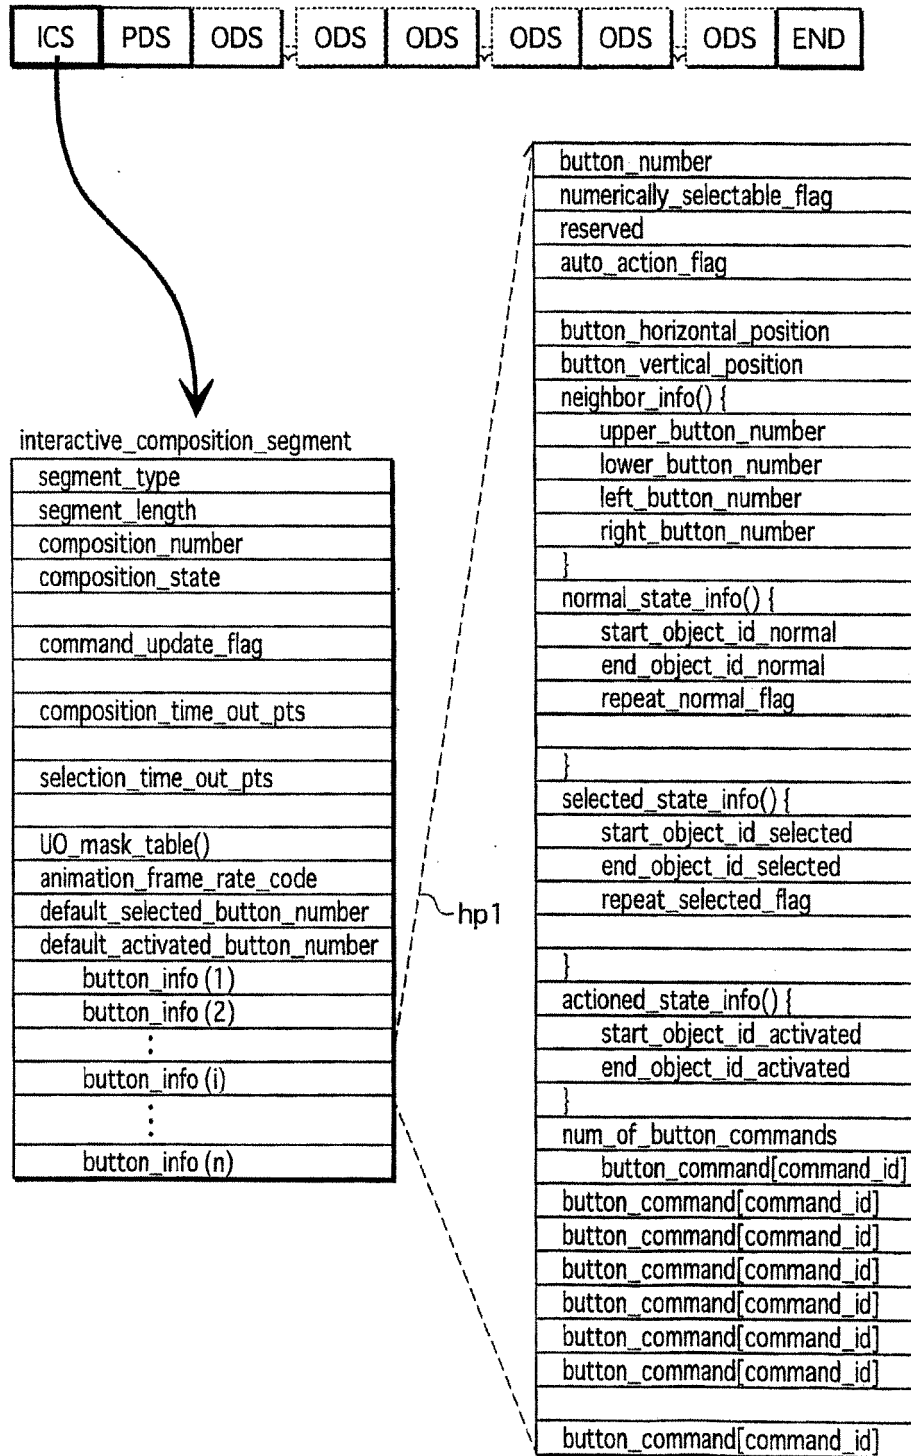 ICS PDS ODS ODS ODS ODS ODS ODS END
interactive_composition_segment
segment_type
segment_length
composition_number
composition_state
command_update_flag
composition_time_out_pts
selection_time_out_pts
UO_mask_table()
animation_frame_rate_code
default_selected_button_number
default_activated_button_number
button_info (1)
button_info (2)
button_info (i)
button_info (n)
hp1
button_number
numerically_selectable_flag
reserved
auto_action_flag
button_horizontal_position
button_vertical_position
neighbor_info() {
upper_button_number
lower_button_number
left_button_number
right_button_number
}
normal_state_info() {
start_object_id_normal
end_object_id_normal
repeat_normal_flag
}
selected_state_info() {
start_object_id_selected
end_object_id_selected
repeat_selected_flag
}
actioned_state_info() {
start_object_id_activated
end_object_id_activated
}
num_of_button_commands
button_command[command_id]
button_command[command_id]
button_command[command_id]
button_command[command_id]
button_command[command_id]
button_command[command_id]
button_command[command_id]
button_command[command_id]